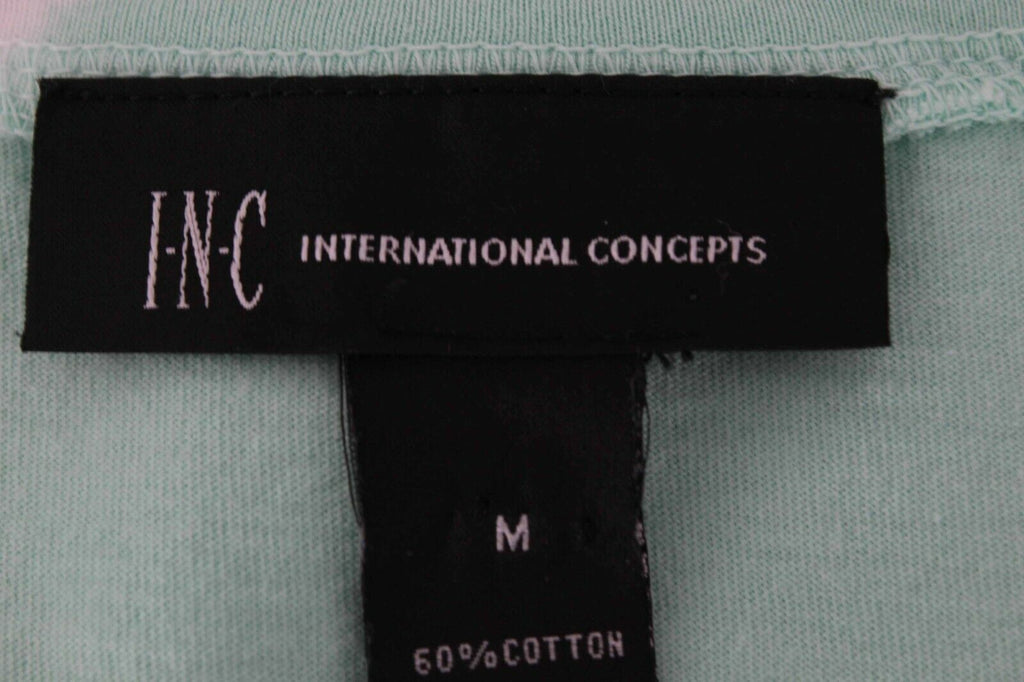 I-N-C INTERNATIONAL CONCEPTS
M
60% COTTON